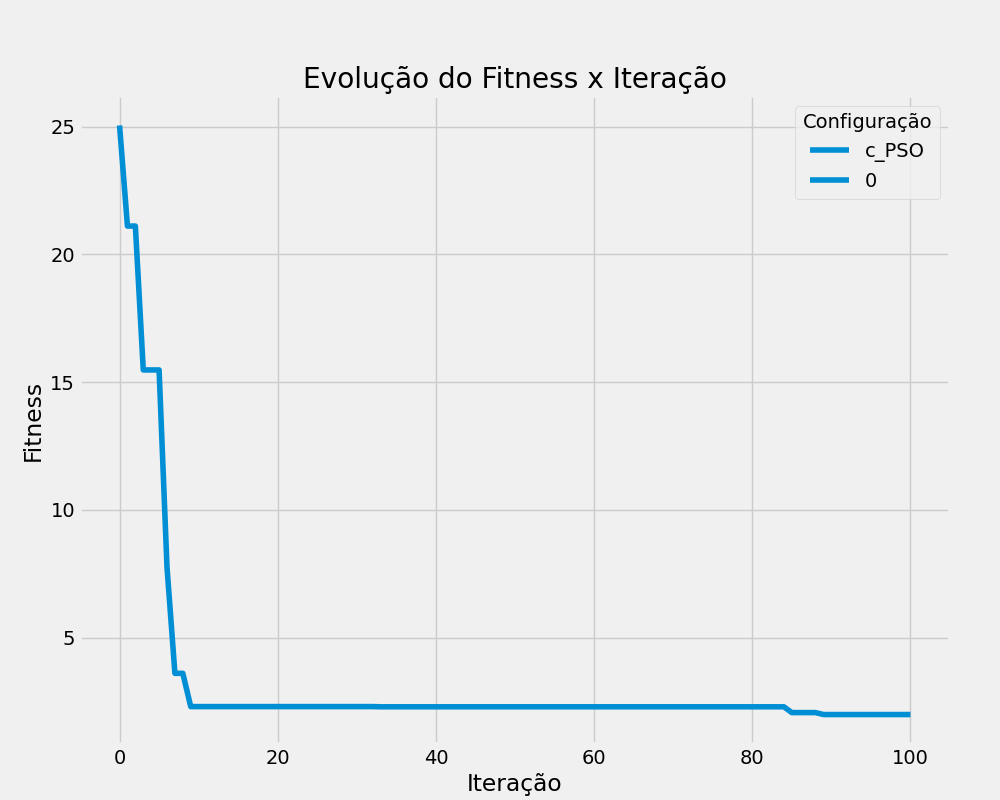 Evolução do Fitness x Iteração
Configuração
c_PSO
0
Fitness
25
20
15
10
5
0 20 40 60 80 100
Iteração